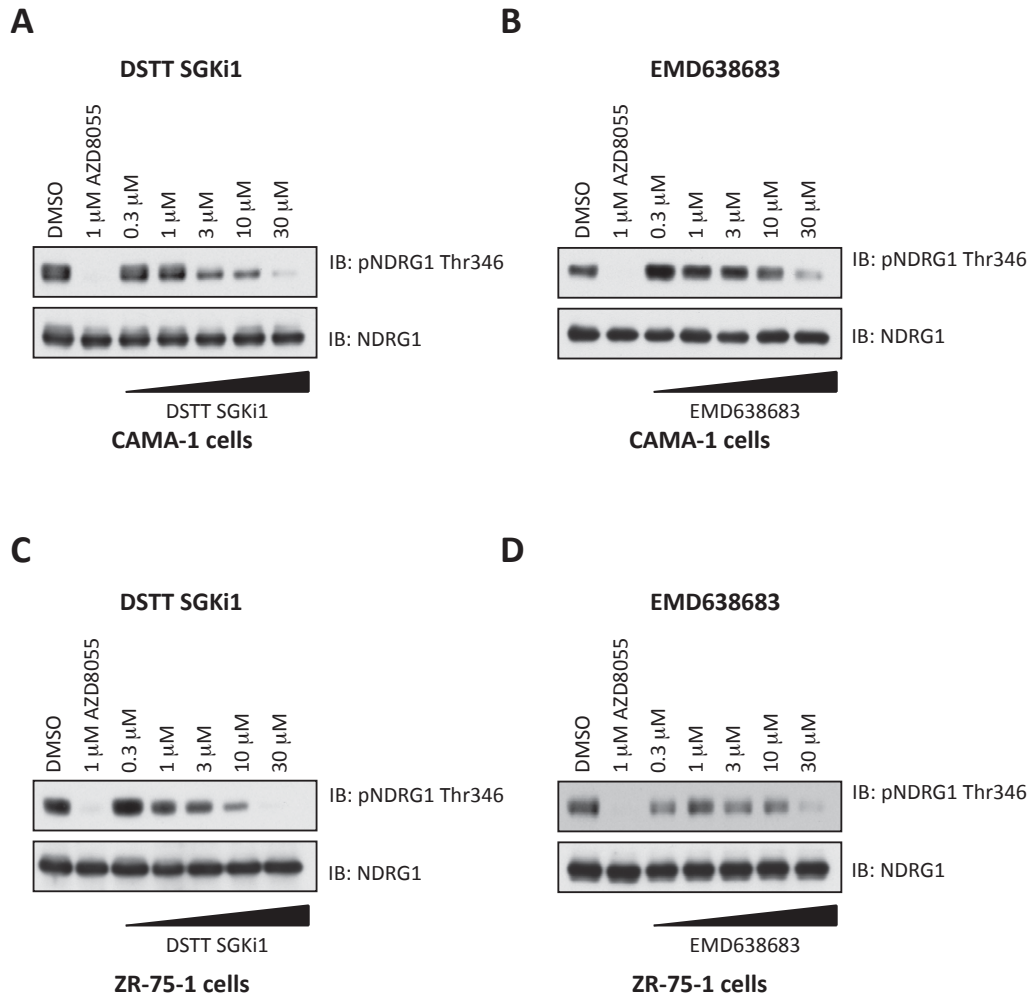 A
DSTT SGKi1
DMSO
1 μM AZD8055
0.3 μM
1 μM
3 μM
10 μM
30 μM
IB: pNDRG1 Thr346
IB: NDRG1
DSTT SGKi1
CAMA-1 cells
B
EMD638683
DMSO
1 μM AZD8055
0.3 μM
1 μM
3 μM
10 μM
30 μM
IB: pNDRG1 Thr346
IB: NDRG1
EMD638683
CAMA-1 cells
C
DSTT SGKi1
DMSO
1 μM AZD8055
0.3 μM
1 μM
3 μM
10 μM
30 μM
IB: pNDRG1 Thr346
IB: NDRG1
DSTT SGKi1
ZR-75-1 cells
D
EMD638683
DMSO
1 μM AZD8055
0.3 μM
1 μM
3 μM
10 μM
30 μM
IB: pNDRG1 Thr346
IB: NDRG1
EMD638683
ZR-75-1 cells